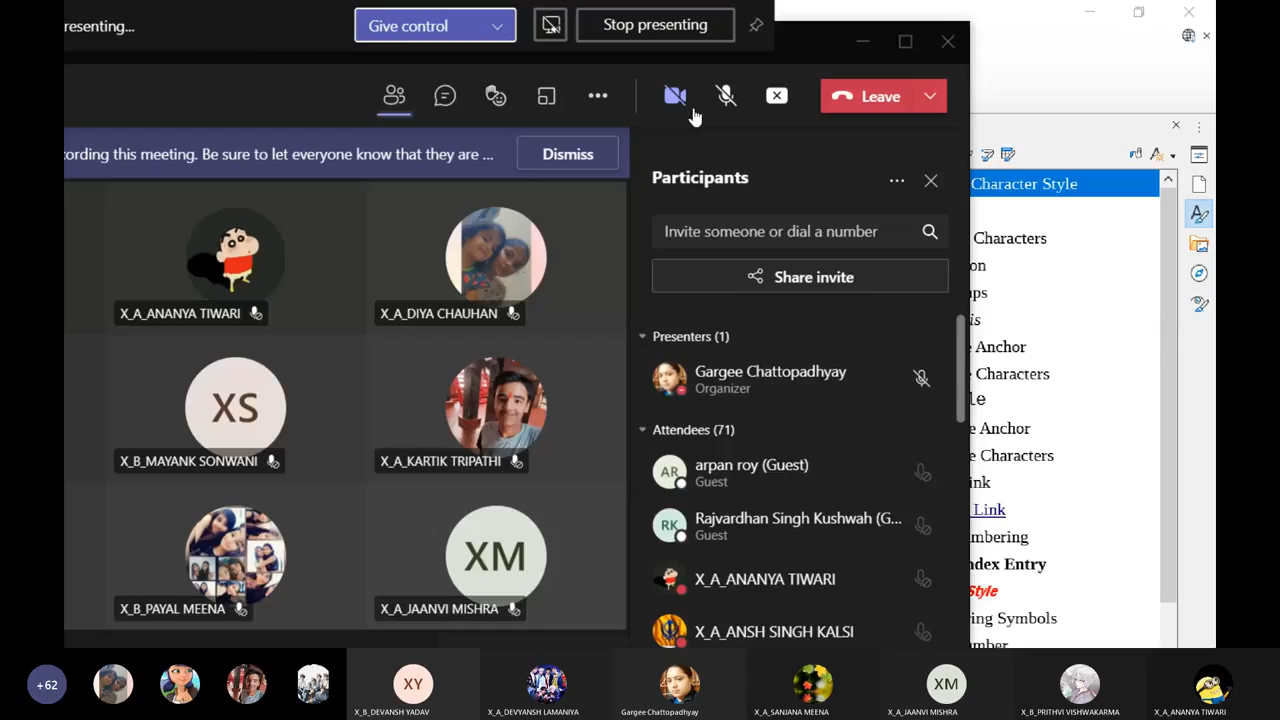 resenting...
Give control
Stop presenting
Leave
cording this meeting. Be sure to let everyone know that they are ...
Dismiss
Participants
Invite someone or dial a number
Share invite
Presenters (1)
Gargee Chattopadhyay
Organizer
Attendees (71)
AR
arpan roy (Guest)
Guest
RK
Rajvardhan Singh Kushwah (G...
Guest
X_A_ANANYA TIWARI
X_A_ANSH SINGH KALSI
X_A_ANANYA TIWARI
X_A_DIYA CHAUHAN
XS
X_B_MAYANK SONWANI
X_A_KARTIK TRIPATHI
X_B_PAYAL MEENA
XM
X_A_JAANVI MISHRA
Character Style
Characters
on
ps
is
e Anchor
e Characters
le
e Anchor
e Characters
ink
Link
mbering
ndex Entry
Style
ing Symbols
umber
+62
XY
X_B_DEVANSH YADAV
X_A_DEVYANSH LAMANIYA
Gargee Chattopadhyay
X_A_SANJANA MEENA
XM
X_A_JAANVI MISHRA
X_B_PRITHVI VISHWAKARMA
X_A_ANANYA TIWARI